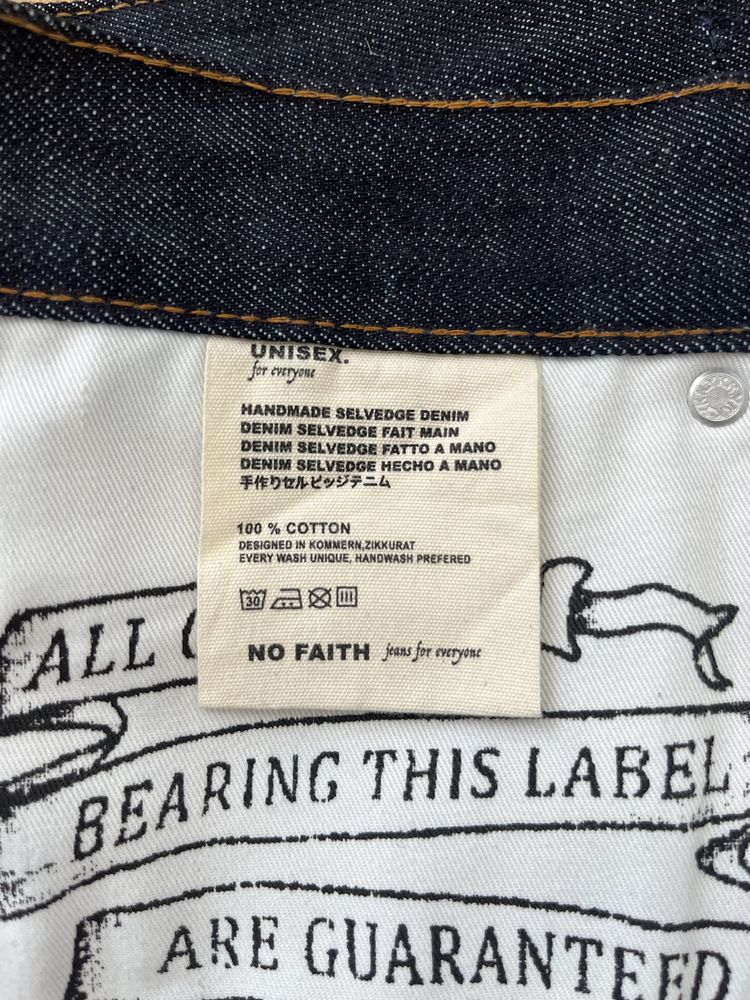 UNISEX.
for everyone
HANDMADE SELVEDGE DENIM
DENIM SELVEDGE FAIT MAIN
DENIM SELVEDGE FATTO A MANO
DENIM SELVEDGE HECHO A MANO
手作りセルビッジテニム
100 % COTTON
DESIGNED IN KOMMERN,ZIKKURAT
EVERY WASH UNIQUE, HANDWASH PREFERED
30
NO FAITH jeans for everyone
ALL
BEARING THIS LABEL
ARE GUARANTEED